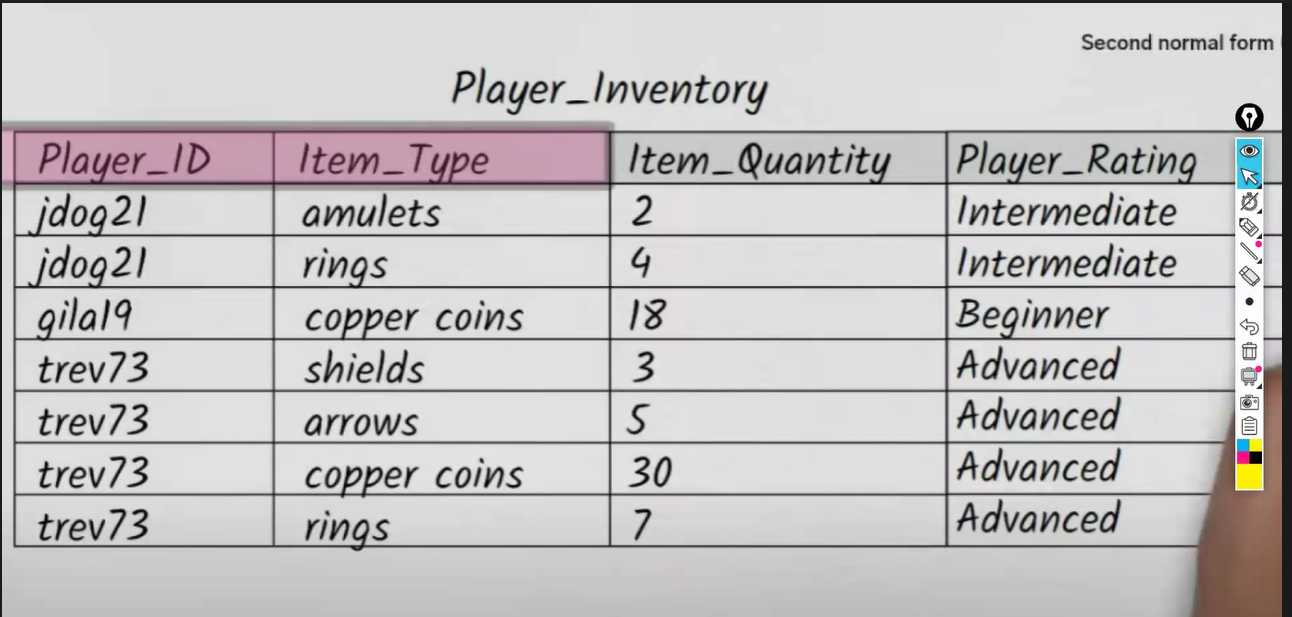 Second normal form
Player_Inventory
Player_ID Item_Type Item_Quantity Player_Rating
jdog21 amulets 2 Intermediate
jdog21 rings 4 Intermediate
gila19 copper coins 18 Beginner
trev73 shields 3 Advanced
trev73 arrows 5 Advanced
trev73 copper coins 30 Advanced
trev73 rings 7 Advanced